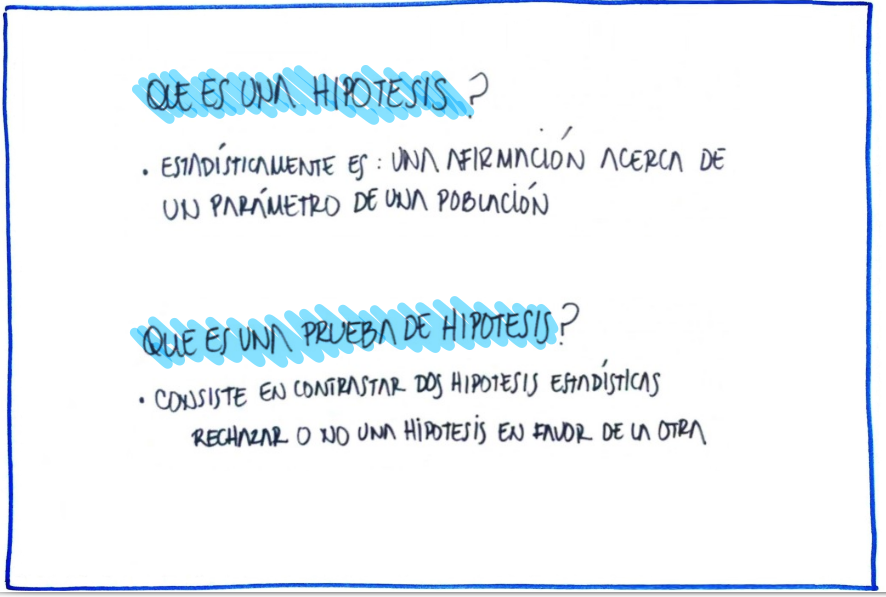 QUE ES UNA HIPOTESIS?
• ESTADÍSTICAMENTE ES: UNA AFIRMACIÓN ACERCA DE
UN PARÁMETRO DE UNA POBLACIÓN
QUE ES UNA PRUEBA DE HIPOTESIS?
• CONSISTE EN CONTRASTAR DOS HIPOTESIS ESTADÍSTICAS
RECHAZAR O NO UNA HIPOTESIS EN FAVOR DE LA OTRA